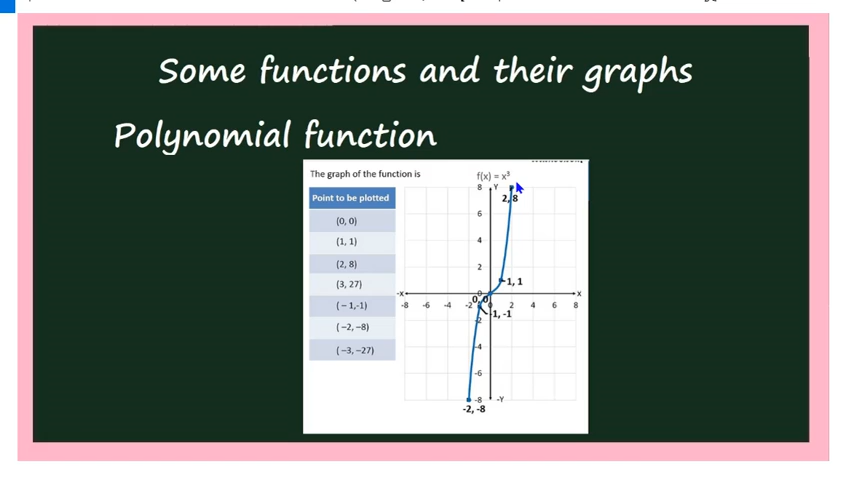 Some functions and their graphs
Polynomial function
The graph of the function is
f(x) = x³
Point to be plotted
(0, 0)
(1, 1)
(2, 8)
(3, 27)
( – 1,-1)
( –2, –8)
( –3, –27)
8 Y
2, 8
6
4
2
1, 1
-X 0 X
0, 0
-8 -6 -4 -2 0 2 4 6 8
-1, -1
-2
-4
-6
-8 -Y
-2, -8